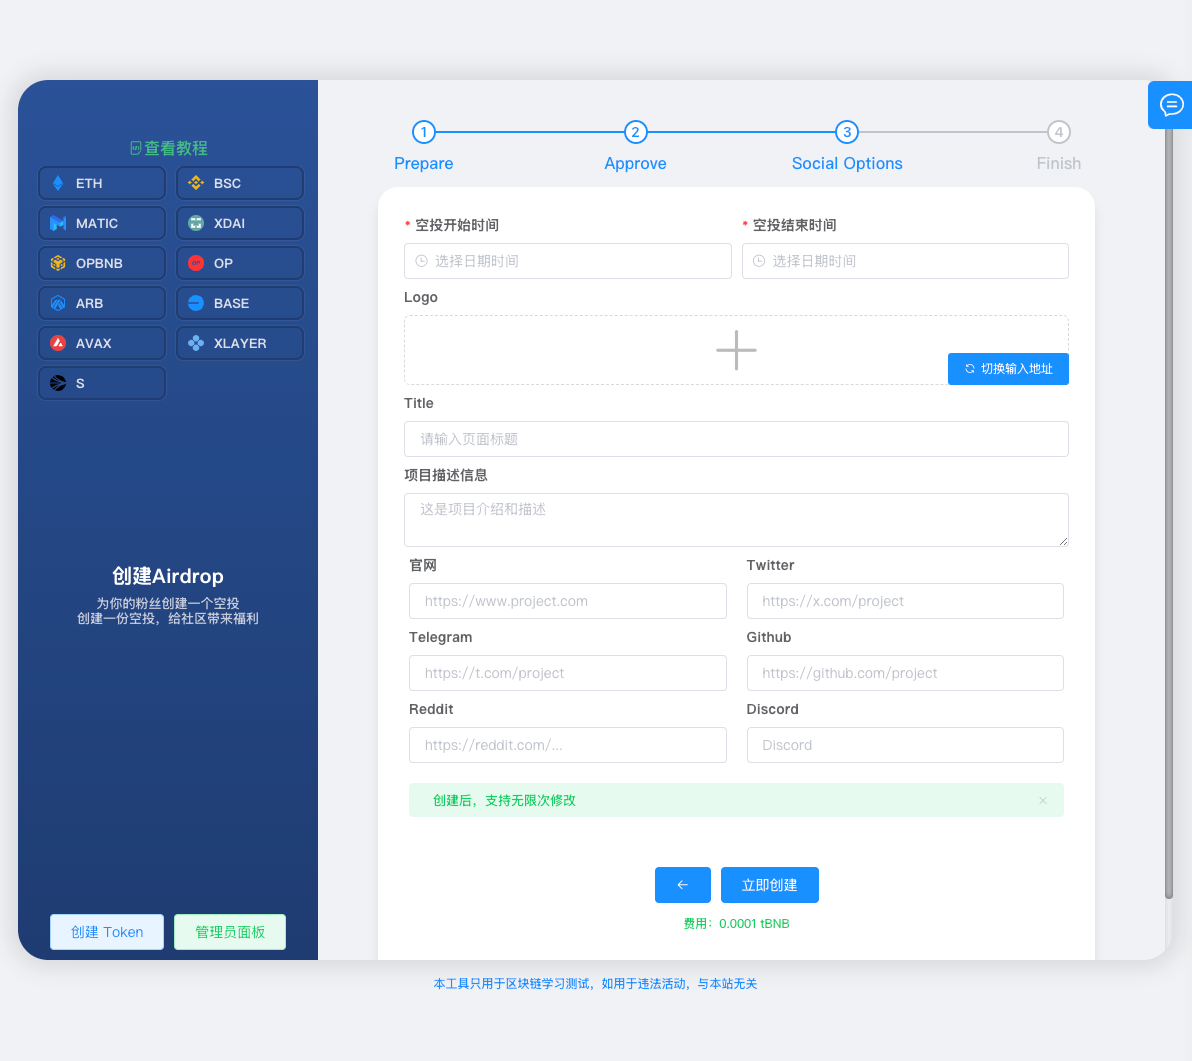 查看教程
ETH
BSC
MATIC
XDAI
OPBNB
OP
ARB
BASE
AVAX
XLAYER
S
创建Airdrop
为你的粉丝创建一个空投
创建一份空投，给社区带来福利
创建 Token
管理员面板
1
2
3
4
Prepare
Approve
Social Options
Finish
* 空投开始时间
* 空投结束时间
选择日期时间
选择日期时间
Logo
切换输入地址
Title
请输入页面标题
项目描述信息
这是项目介绍和描述
官网
Twitter
https://www.project.com
https://x.com/project
Telegram
Github
https://t.com/project
https://github.com/project
Reddit
Discord
https://reddit.com/...
Discord
创建后，支持无限次修改
立即创建
费用：0.0001 tBNB
本工具只用于区块链学习测试，如用于违法活动，与本站无关